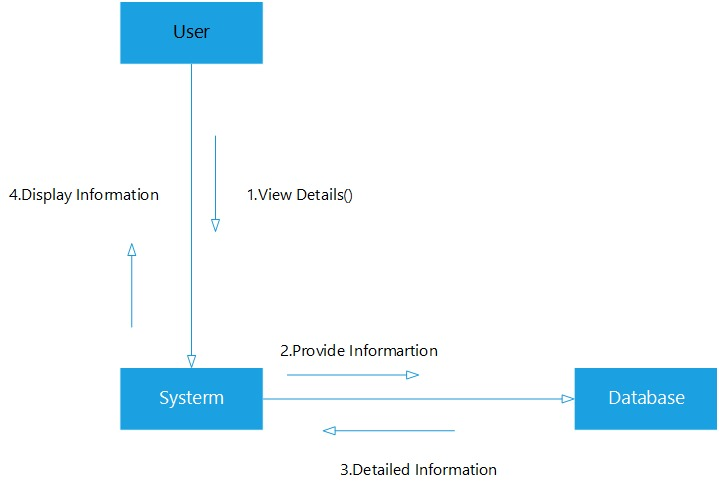 User
4.Display Information
1.View Details()
2.Provide Informartion
Systerm
Database
3.Detailed Information